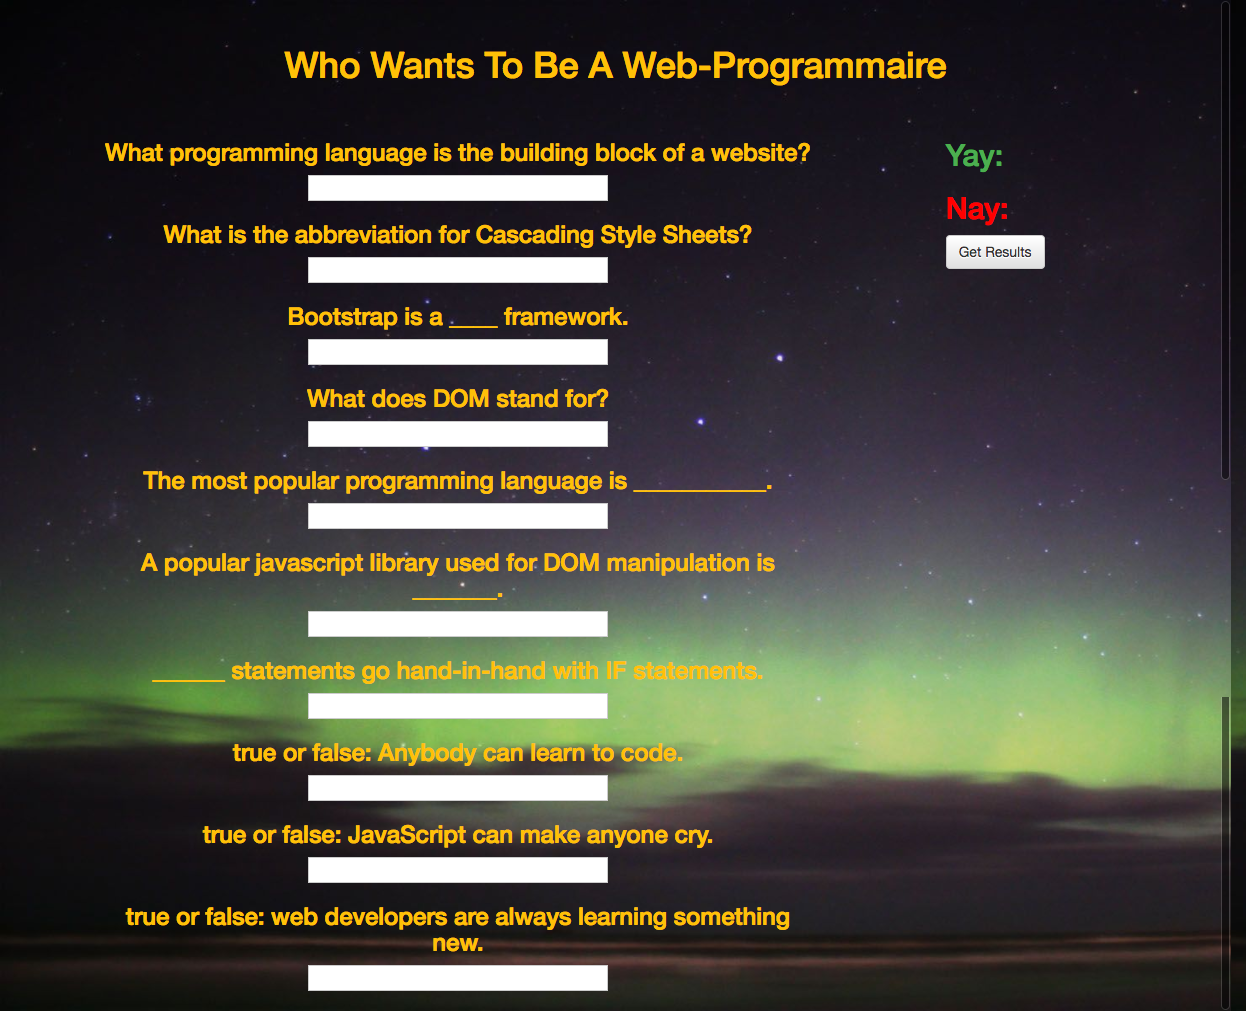 Who Wants To Be A Web-Programmaire
What programming language is the building block of a website?
What is the abbreviation for Cascading Style Sheets?
Bootstrap is a ____ framework.
What does DOM stand for?
The most popular programming language is ___________.
A popular javascript library used for DOM manipulation is
_______.
______ statements go hand-in-hand with IF statements.
true or false: Anybody can learn to code.
true or false: JavaScript can make anyone cry.
true or false: web developers are always learning something
new.
Yay:
Nay:
Get Results